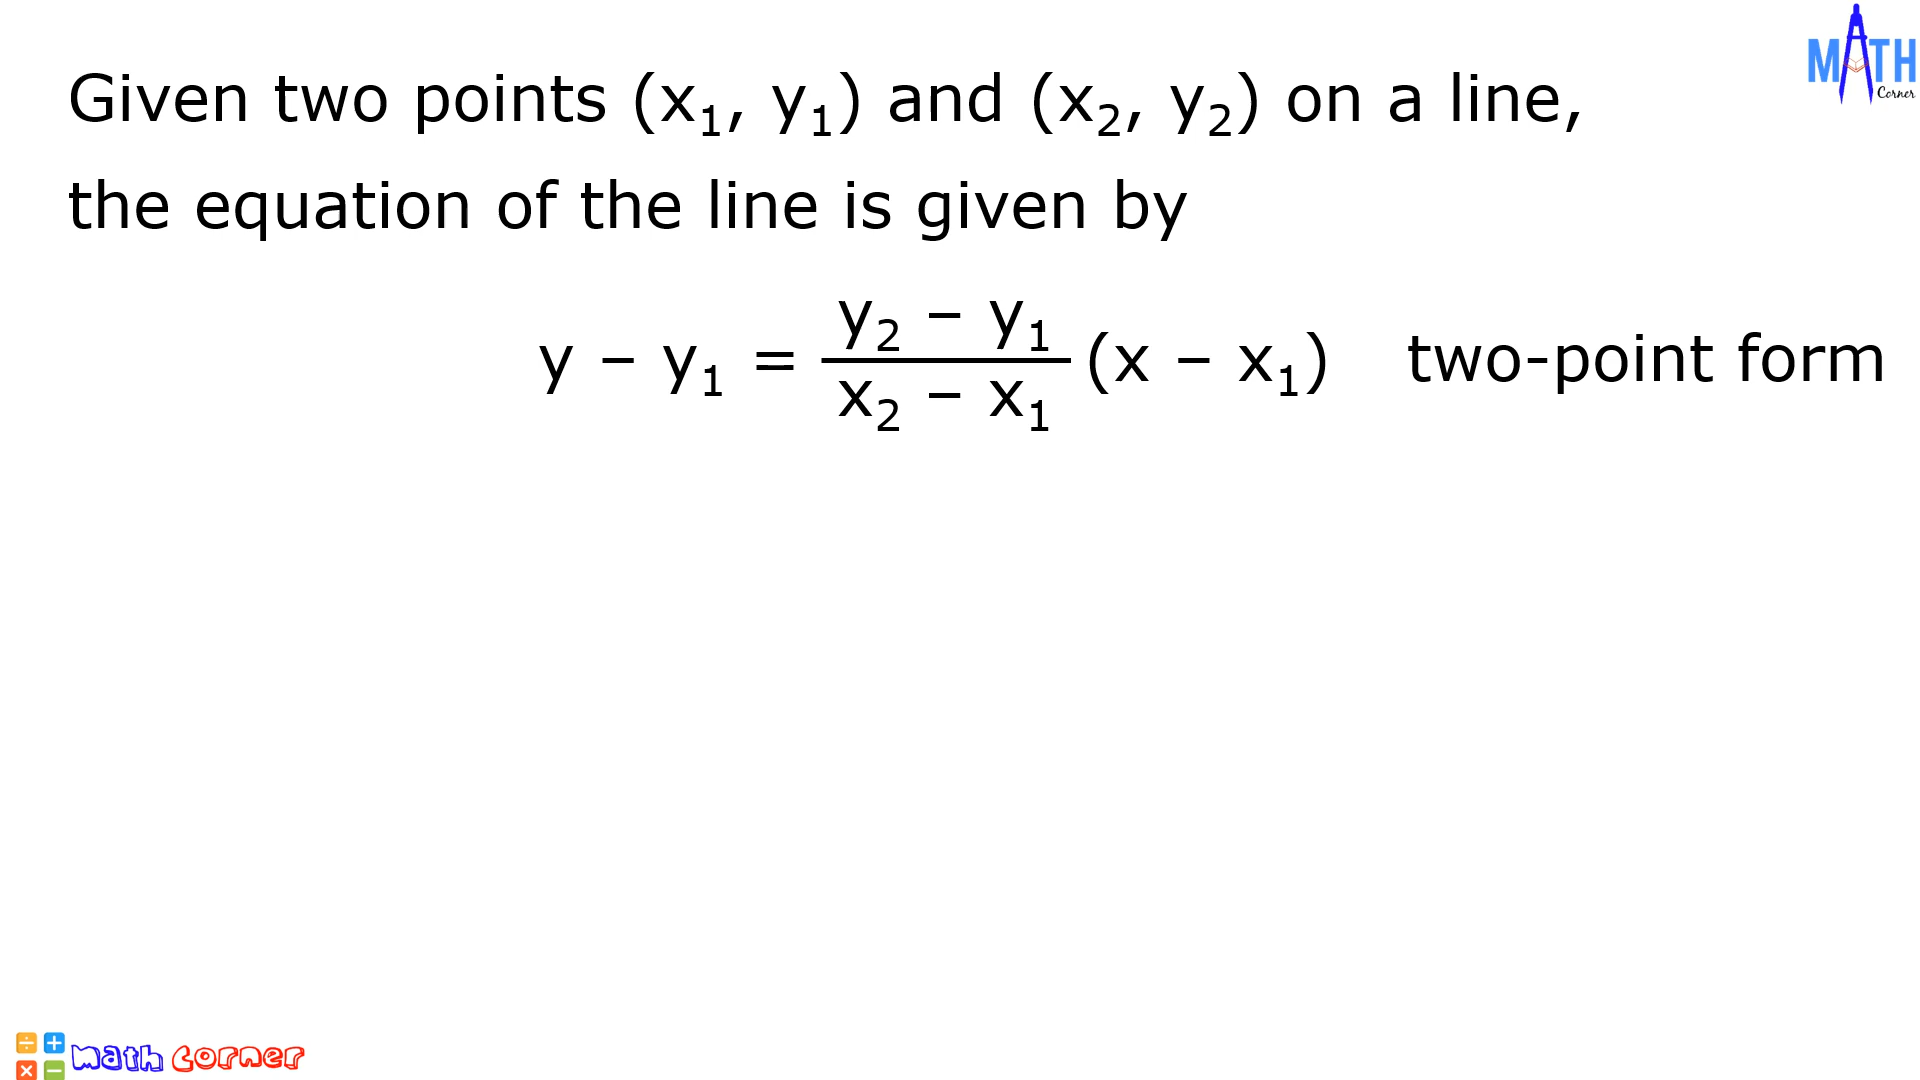 MATH
Corner
Given two points (x₁, y₁) and (x₂, y₂) on a line,
the equation of the line is given by
y – y₁ = (y₂ – y₁)/(x₂ – x₁) (x – x₁) two-point form
÷ + × – math corner